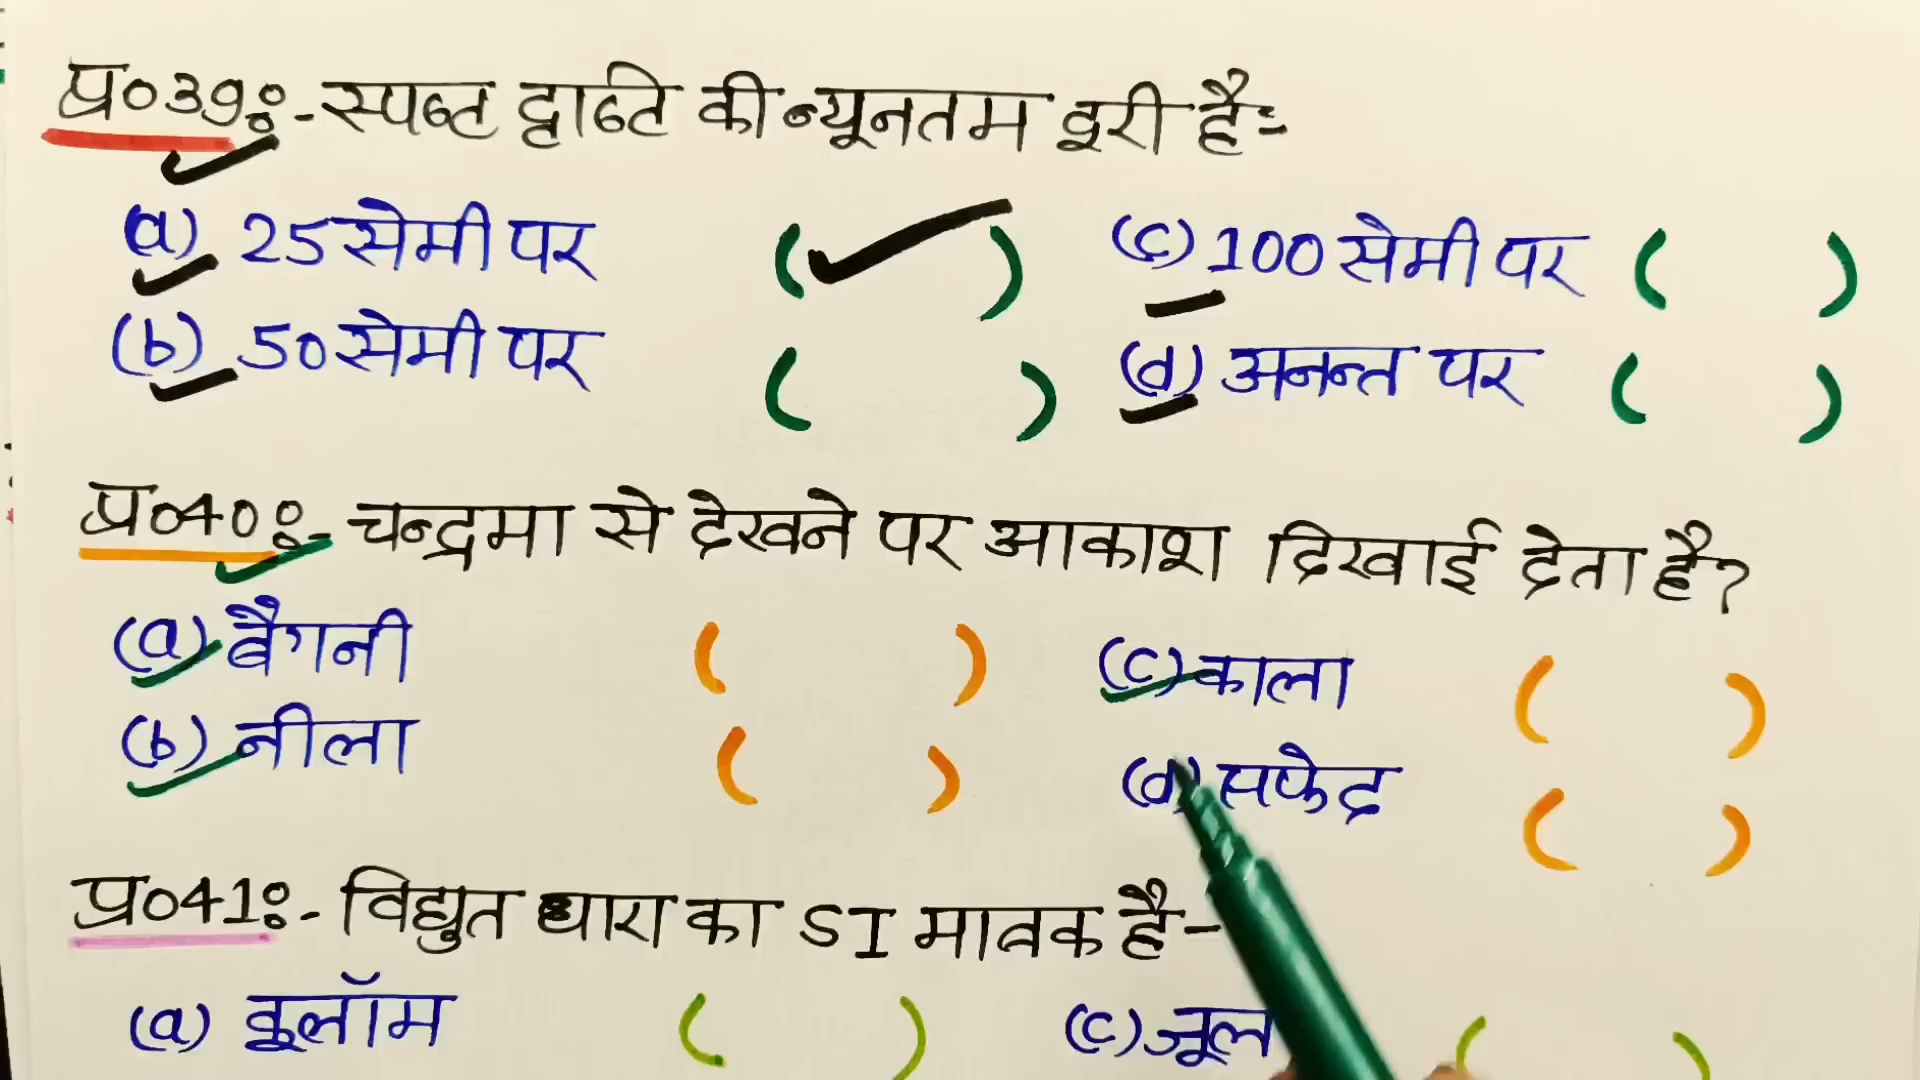 प्र०39ः- स्पष्ट दृष्टि की न्यूनतम दूरी है:-
(a) 25 सेमी पर ( ✓ ) (c) 100 सेमी पर ( )
(b) 50 सेमी पर ( ) (d) अनन्त पर ( )
प्र०40ः- चन्द्रमा से देखने पर आकाश दिखाई देता है?
(a) बैगनी ( ) (c) काला ( )
(b) नीला ( ) (d) सफेद ( )
प्र०41ः- विद्युत धारा का SI मात्रक है-
(a) कूलॉम ( ) (c) जूल ( )